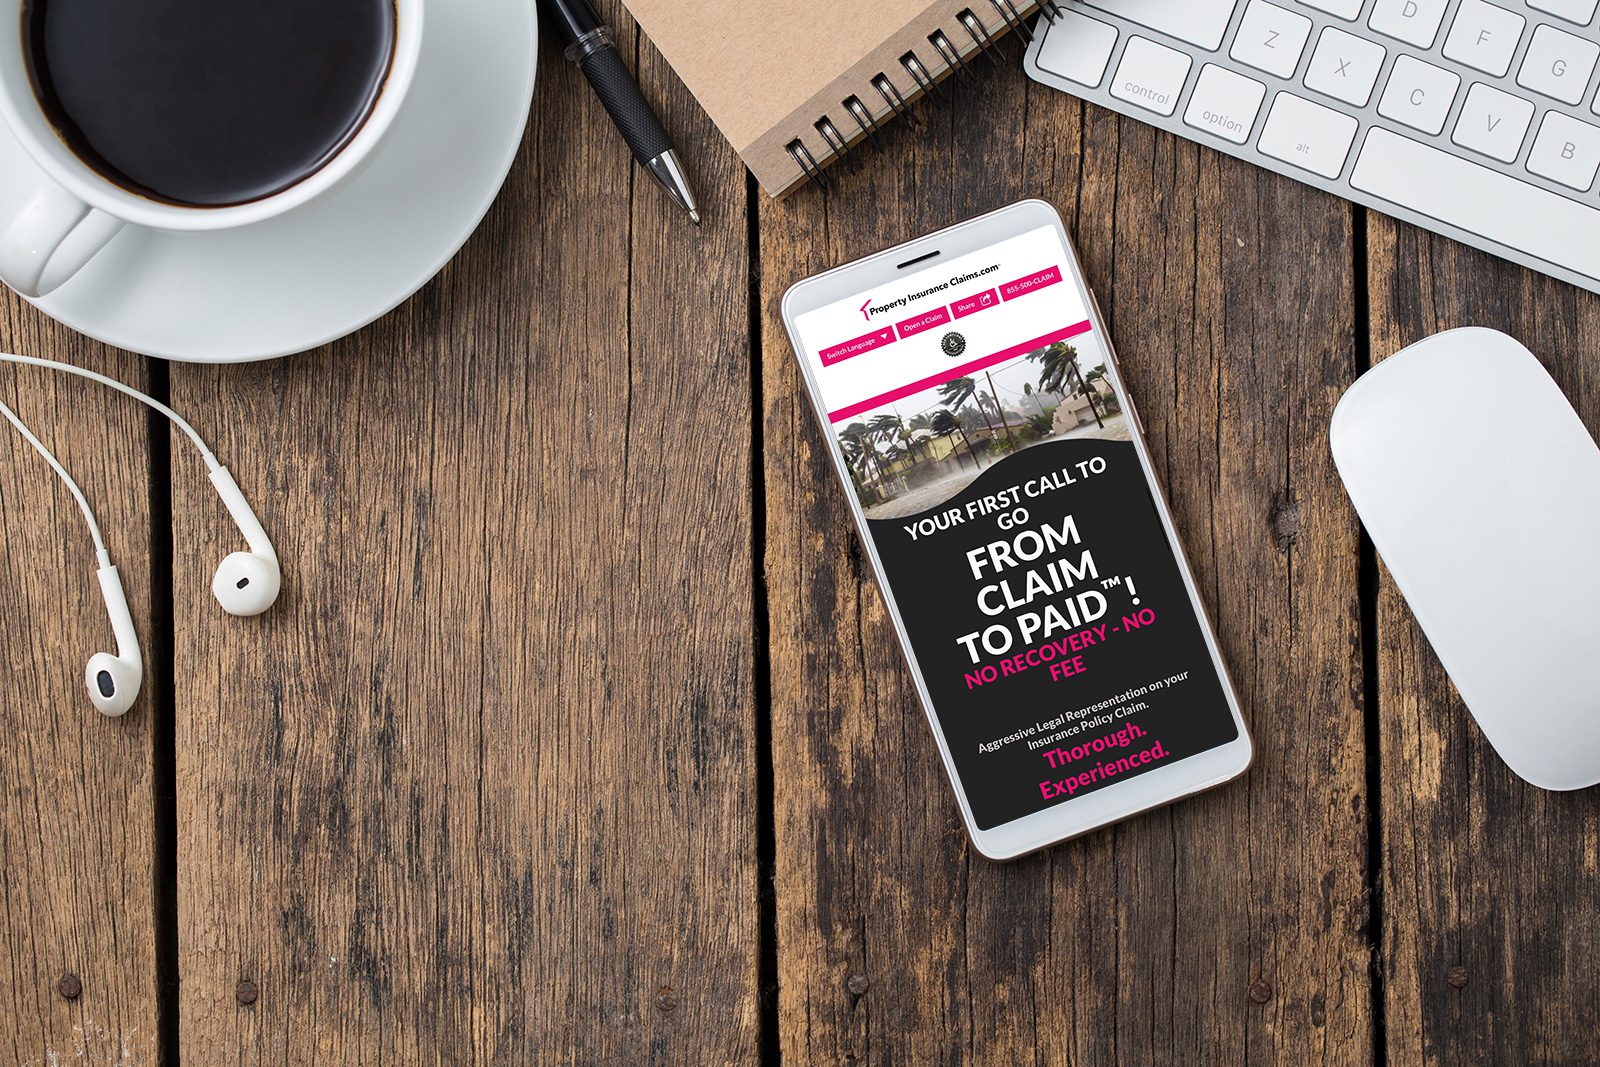 Property Insurance Claims.com
Switch Language
Open a Claim
Share
855-500-CLAIM
YOUR FIRST CALL TO
GO
FROM
CLAIM
TO PAID™!
NO RECOVERY - NO
FEE
Aggressive Legal Representation on your
Insurance Policy Claim.
Thorough.
Experienced.
D
F
G
Z
X
C
V
B
control
option
alt